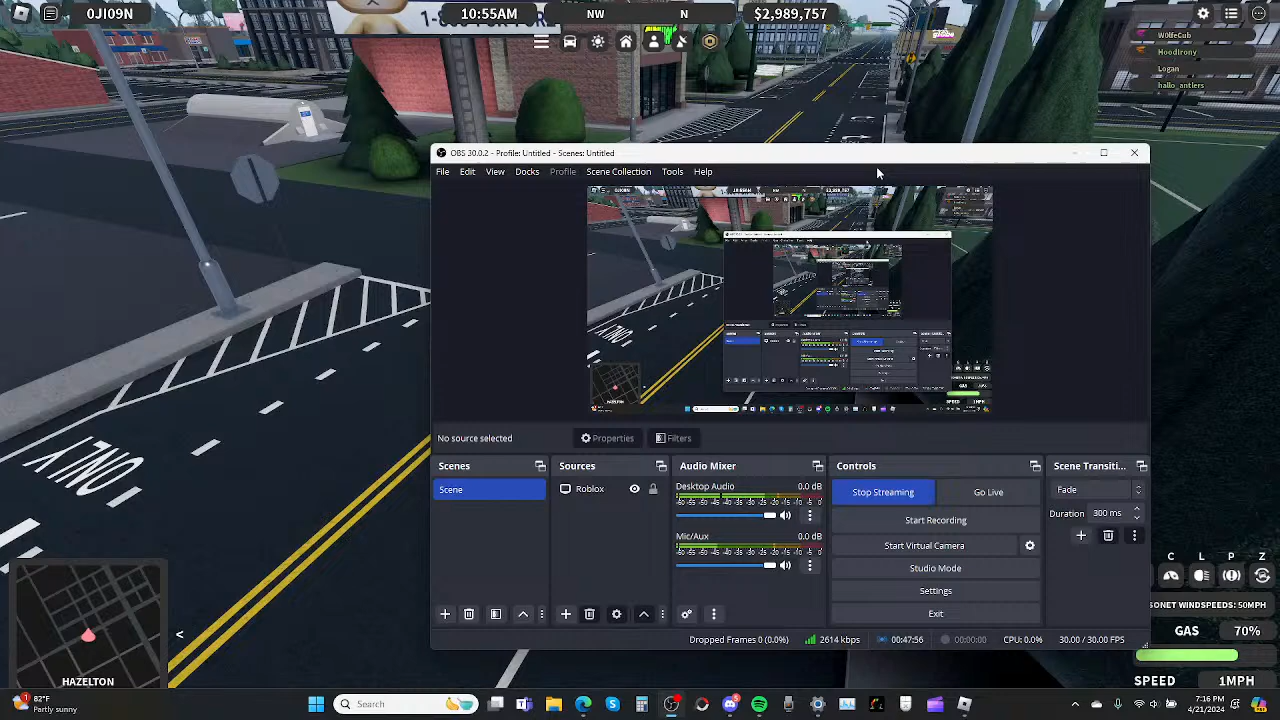 0JI09N
10:55AM
NW
N
$2,989,757
W0lfeCub
Hoodlrony
Logan
hallo_antlers
OBS 30.0.2 - Profile: Untitled - Scenes: Untitled
File Edit View Docks Profile Scene Collection Tools Help
No source selected
Properties
Filters
Scenes
Sources
Audio Mixer
Controls
Scene Transiti...
Scene
Roblox
Desktop Audio 0.0 dB
Mic/Aux 0.0 dB
Stop Streaming
Go Live
Start Recording
Start Virtual Camera
Studio Mode
Settings
Exit
Fade
Duration 300 ms
Dropped Frames 0 (0.0%)
2614 kbps
00:47:56
00:00:00
CPU: 0.0%
30.00 / 30.00 FPS
ONLY
HAZELTON
<
C L P Z
SONET WINDSPEEDS: 50MPH
GAS 70%
SPEED 1MPH
1
82°F
Partly sunny
Search
7:16 PM
4/21/2024